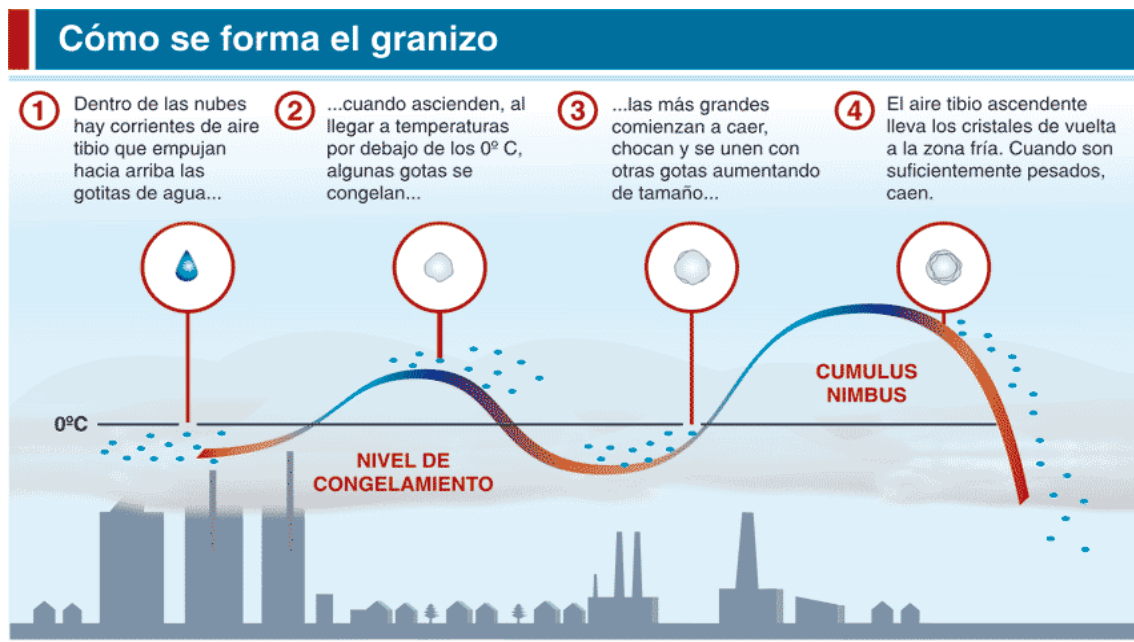 Cómo se forma el granizo
1
Dentro de las nubes
hay corrientes de aire
tibio que empujan
hacia arriba las
gotitas de agua...
2
...cuando ascienden, al
llegar a temperaturas
por debajo de los 0º C,
algunas gotas se
congelan...
3
...las más grandes
comienzan a caer,
chocan y se unen con
otras gotas aumentando
de tamaño...
4
El aire tibio ascendente
lleva los cristales de vuelta
a la zona fría. Cuando son
suficientemente pesados,
caen.
CUMULUS
NIMBUS
0ºC
NIVEL DE
CONGELAMIENTO